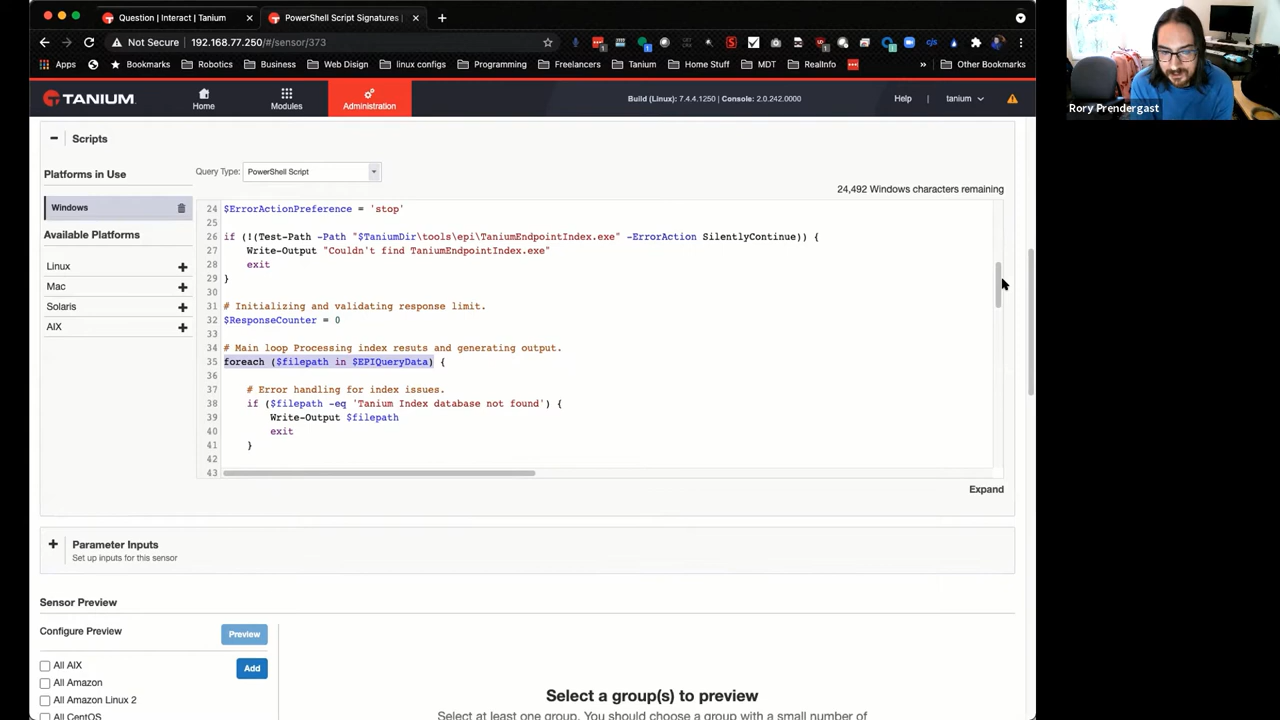 Question | Interact | Tanium
PowerShell Script Signatures |
Not Secure | 192.168.77.250/#/sensor/373
Apps
Bookmarks
Robotics
Business
Web Disign
linux configs
Programming
Freelancers
Tanium
Home Stuff
MDT
RealInfo
»
Other Bookmarks
TANIUM
Home
Modules
Administration
Build (Linux): 7.4.4.1250 | Console: 2.0.242.0000
Help
tanium
Rory Prendergast
Scripts
Platforms in Use
Windows
Available Platforms
Linux
Mac
Solaris
AIX
Query Type: PowerShell Script
24,492 Windows characters remaining
24 $ErrorActionPreference = 'stop'
25
26 if (!(Test-Path -Path "$TaniumDir\tools\epi\TaniumEndpointIndex.exe" -ErrorAction SilentlyContinue)) {
27 Write-Output "Couldn't find TaniumEndpointIndex.exe"
28 exit
29 }
30
31 # Initializing and validating response limit.
32 $ResponseCounter = 0
33
34 # Main loop Processing index resuts and generating output.
35 foreach ($filepath in $EPIQueryData) {
36
37 # Error handling for index issues.
38 if ($filepath -eq 'Tanium Index database not found') {
39 Write-Output $filepath
40 exit
41 }
42
43
Expand
Parameter Inputs
Set up inputs for this sensor
Sensor Preview
Configure Preview
Preview
All AIX
Add
All Amazon
All Amazon Linux 2
All CentOS
Select a group(s) to preview
Select at least one group. You should choose a group with a small number of